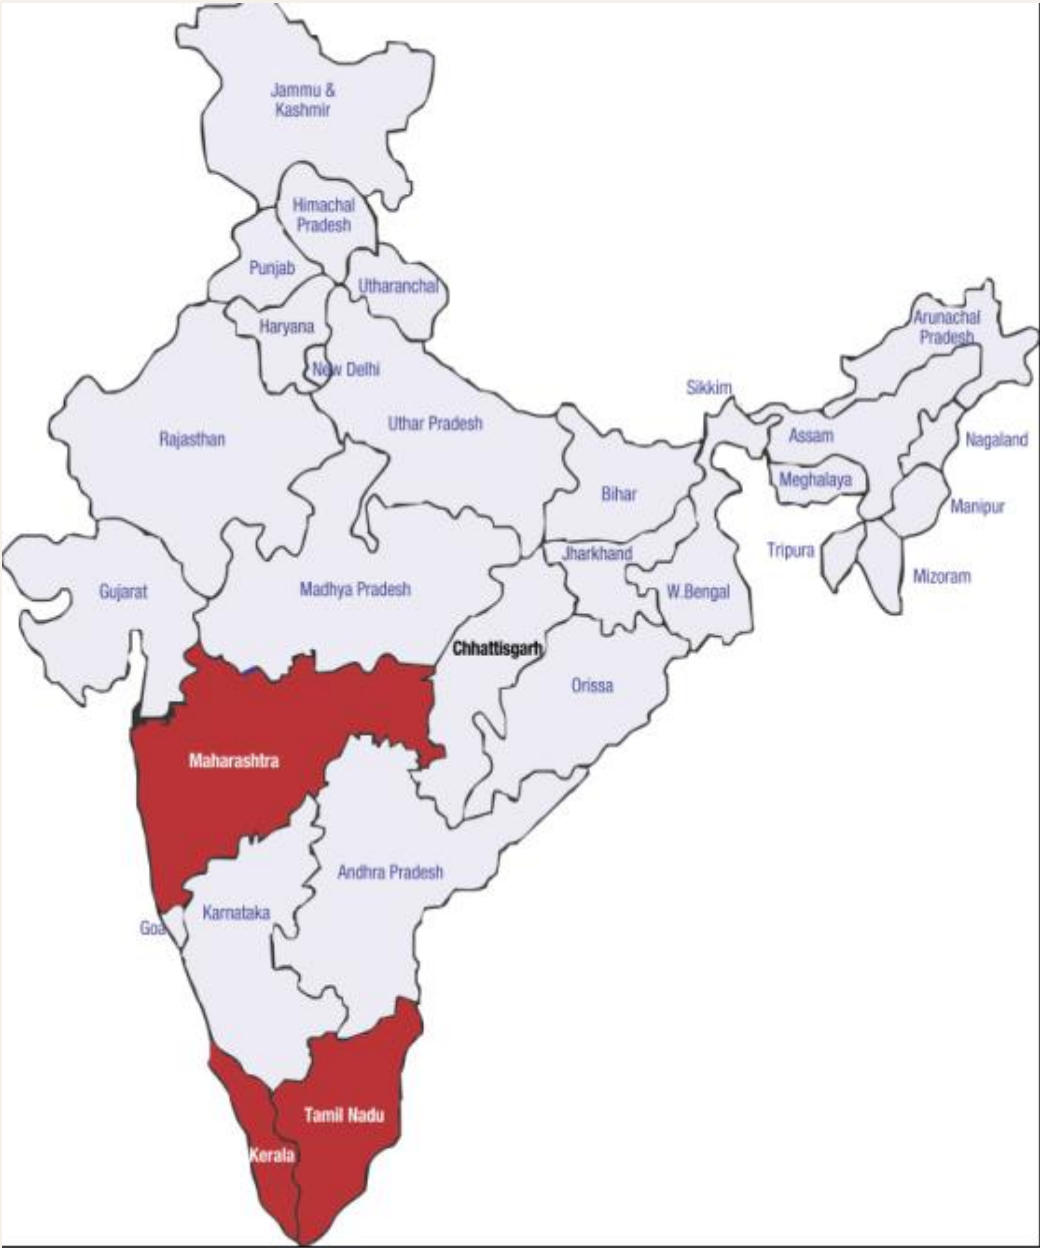 Jammu &
Kashmir
Himachal
Pradesh
Punjab
Utharanchal
Haryana
New Delhi
Arunachal
Pradesh
Sikkim
Rajasthan
Uthar Pradesh
Assam
Nagaland
Meghalaya
Bihar
Manipur
Jharkhand
Tripura
Mizoram
Gujarat
Madhya Pradesh
W.Bengal
Chhattisgarh
Orissa
Maharashtra
Andhra Pradesh
Karnataka
Goa
Tamil Nadu
Kerala